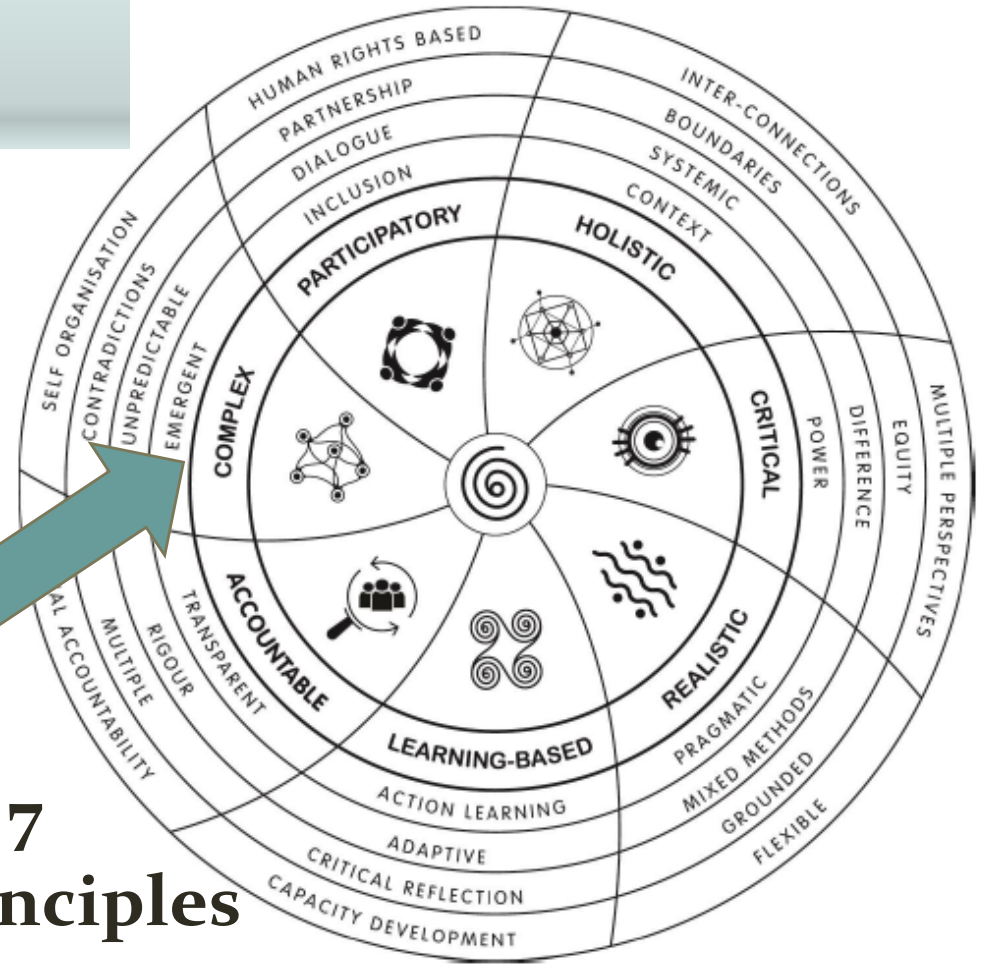 HUMAN RIGHTS BASED
PARTNERSHIP
DIALOGUE
INCLUSION
PARTICIPATORY
INTER-CONNECTIONS
BOUNDARIES
SYSTEMIC
CONTEXT
HOLISTIC
MULTIPLE PERSPECTIVES
EQUITY
DIFFERENCE
POWER
CRITICAL
REALISTIC
PRAGMATIC
MIXED METHODS
GROUNDED
FLEXIBLE
LEARNING-BASED
ACTION LEARNING
ADAPTIVE
CRITICAL REFLECTION
CAPACITY DEVELOPMENT
ACCOUNTABLE
TRANSPARENT
RIGOUR
MULTIPLE
AL ACCOUNTABILITY
COMPLEX
EMERGENT
UNPREDICTABLE
CONTRADICTIONS
SELF ORGANISATION
7
nciples